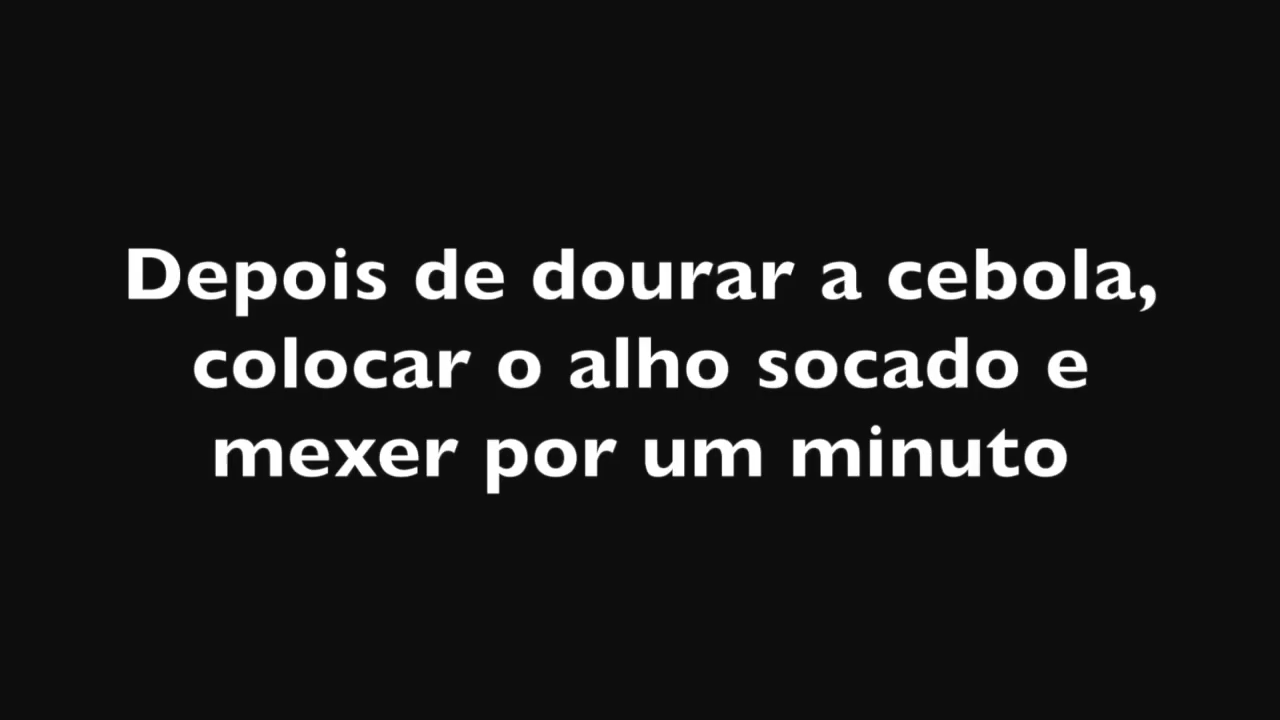 Depois de dourar a cebola,
colocar o alho socado e
mexer por um minuto